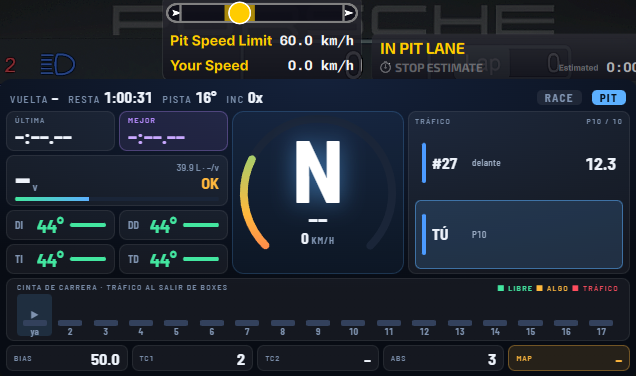 Pit Speed Limit 60.0 km/h
Your Speed 0.0 km/h
IN PIT LANE
STOP ESTIMATE
Lap 0
Estimated 0:00
2
VUELTA – RESTA 1:00:31 PISTA 16° INC 0x
RACE PIT
ÚLTIMA
–:––.––
MEJOR
–:––.––
39.9 L · –/v
– v
OK
DI 44°
DD 44°
TI 44°
TD 44°
N
––
0 KM/H
TRÁFICO P10 / 10
#27 delante 12.3
TÚ P10
CINTA DE CARRERA · TRÁFICO AL SALIR DE BOXES
LIBRE ALGO TRÁFICO
ya 2 3 4 5 6 7 8 9 10 11 12 13 14 15 16 17
BIAS 50.0
TC1 2
TC2 –
ABS 3
MAP –